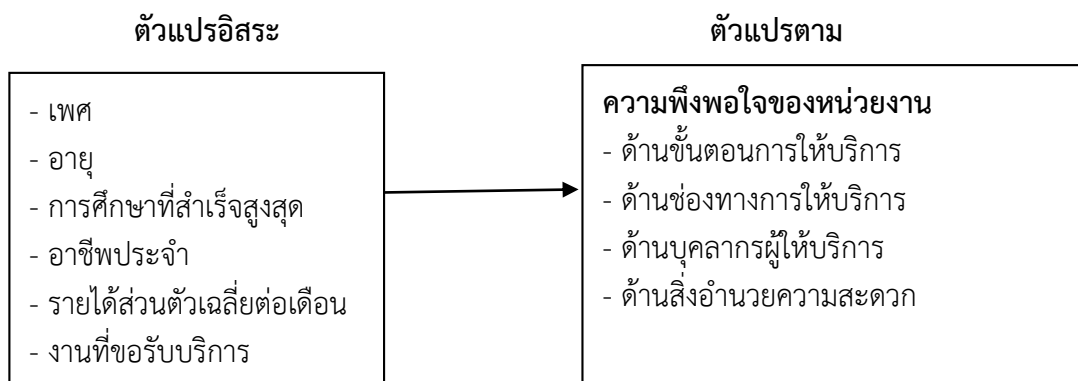 ตัวแปรอิสระ
ตัวแปรตาม
- เพศ
- อายุ
- การศึกษาที่สำเร็จสูงสุด
- อาชีพประจำ
- รายได้ส่วนตัวเฉลี่ยต่อเดือน
- งานที่ขอรับบริการ
ความพึงพอใจของหน่วยงาน
- ด้านขั้นตอนการให้บริการ
- ด้านช่องทางการให้บริการ
- ด้านบุคลากรผู้ให้บริการ
- ด้านสิ่งอำนวยความสะดวก